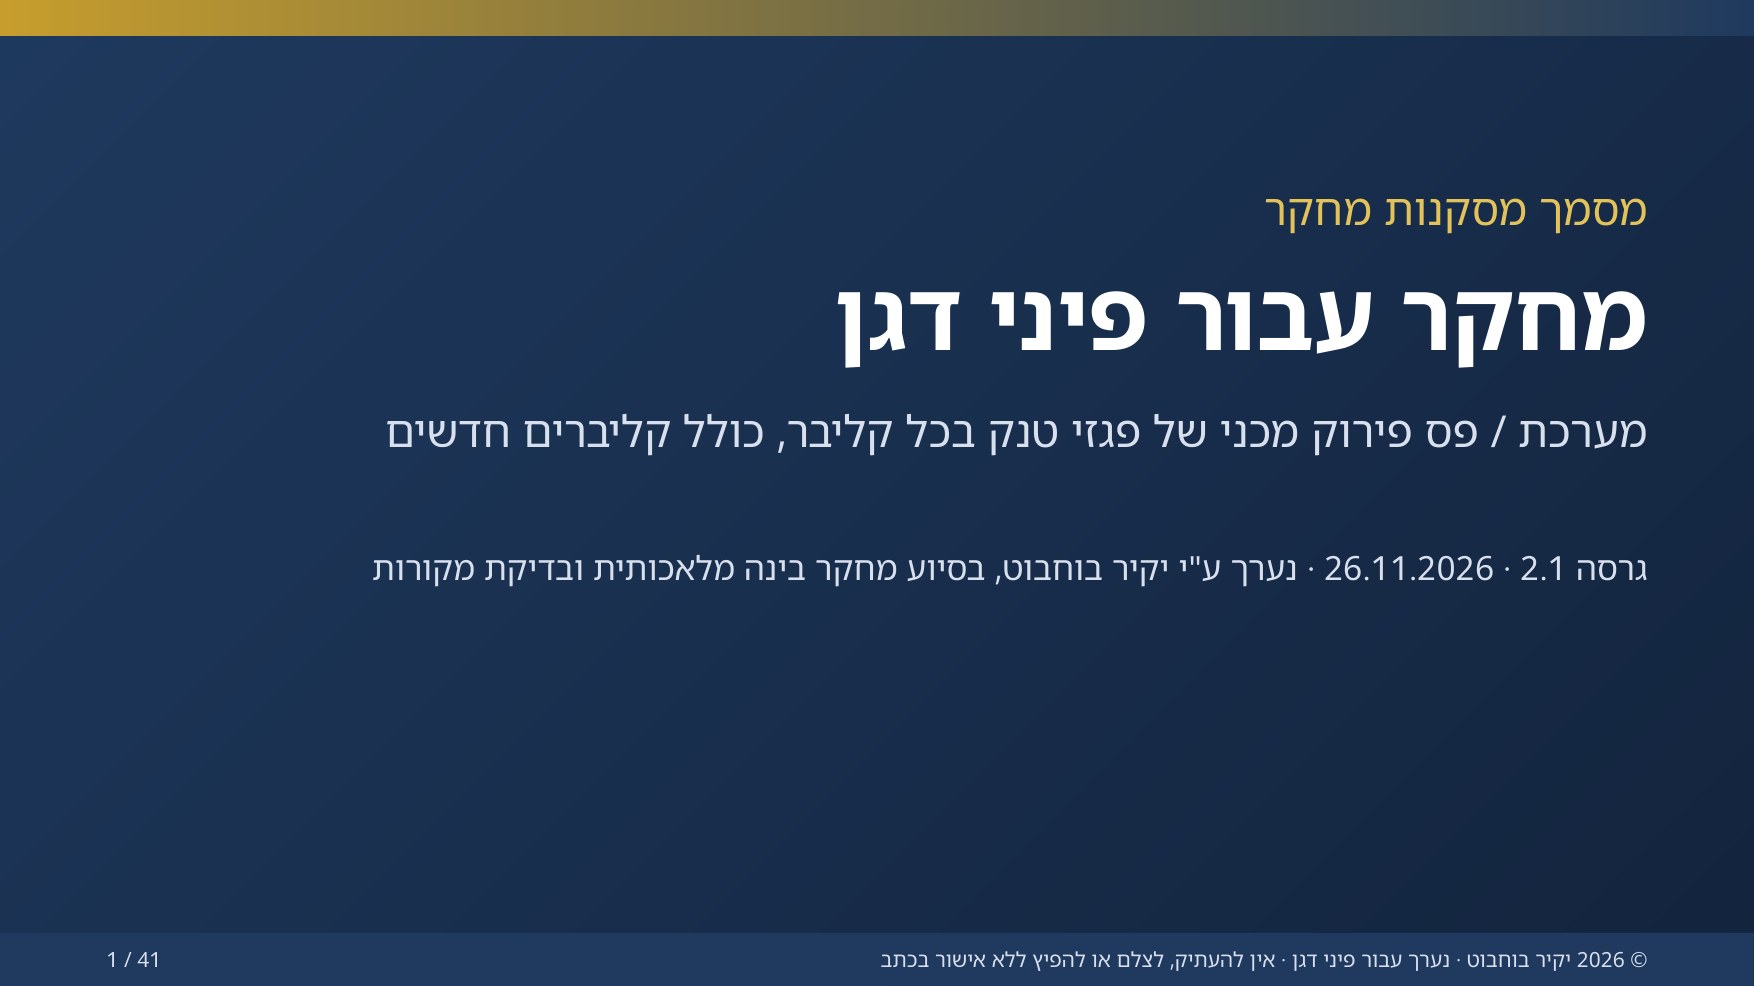 מסמך מסקנות מחקר
מחקר עבור פיני דגן
מערכת / פס פירוק מכני של פגזי טנק בכל קליבר, כולל קליברים חדשים
גרסה 2.1 · 26.11.2026 · נערך ע"י יקיר בוחבוט, בסיוע מחקר בינה מלאכותית ובדיקת מקורות
© 2026 יקיר בוחבוט · נערך עבור פיני דגן · אין להעתיק, לצלם או להפיץ ללא אישור בכתב
1 / 41